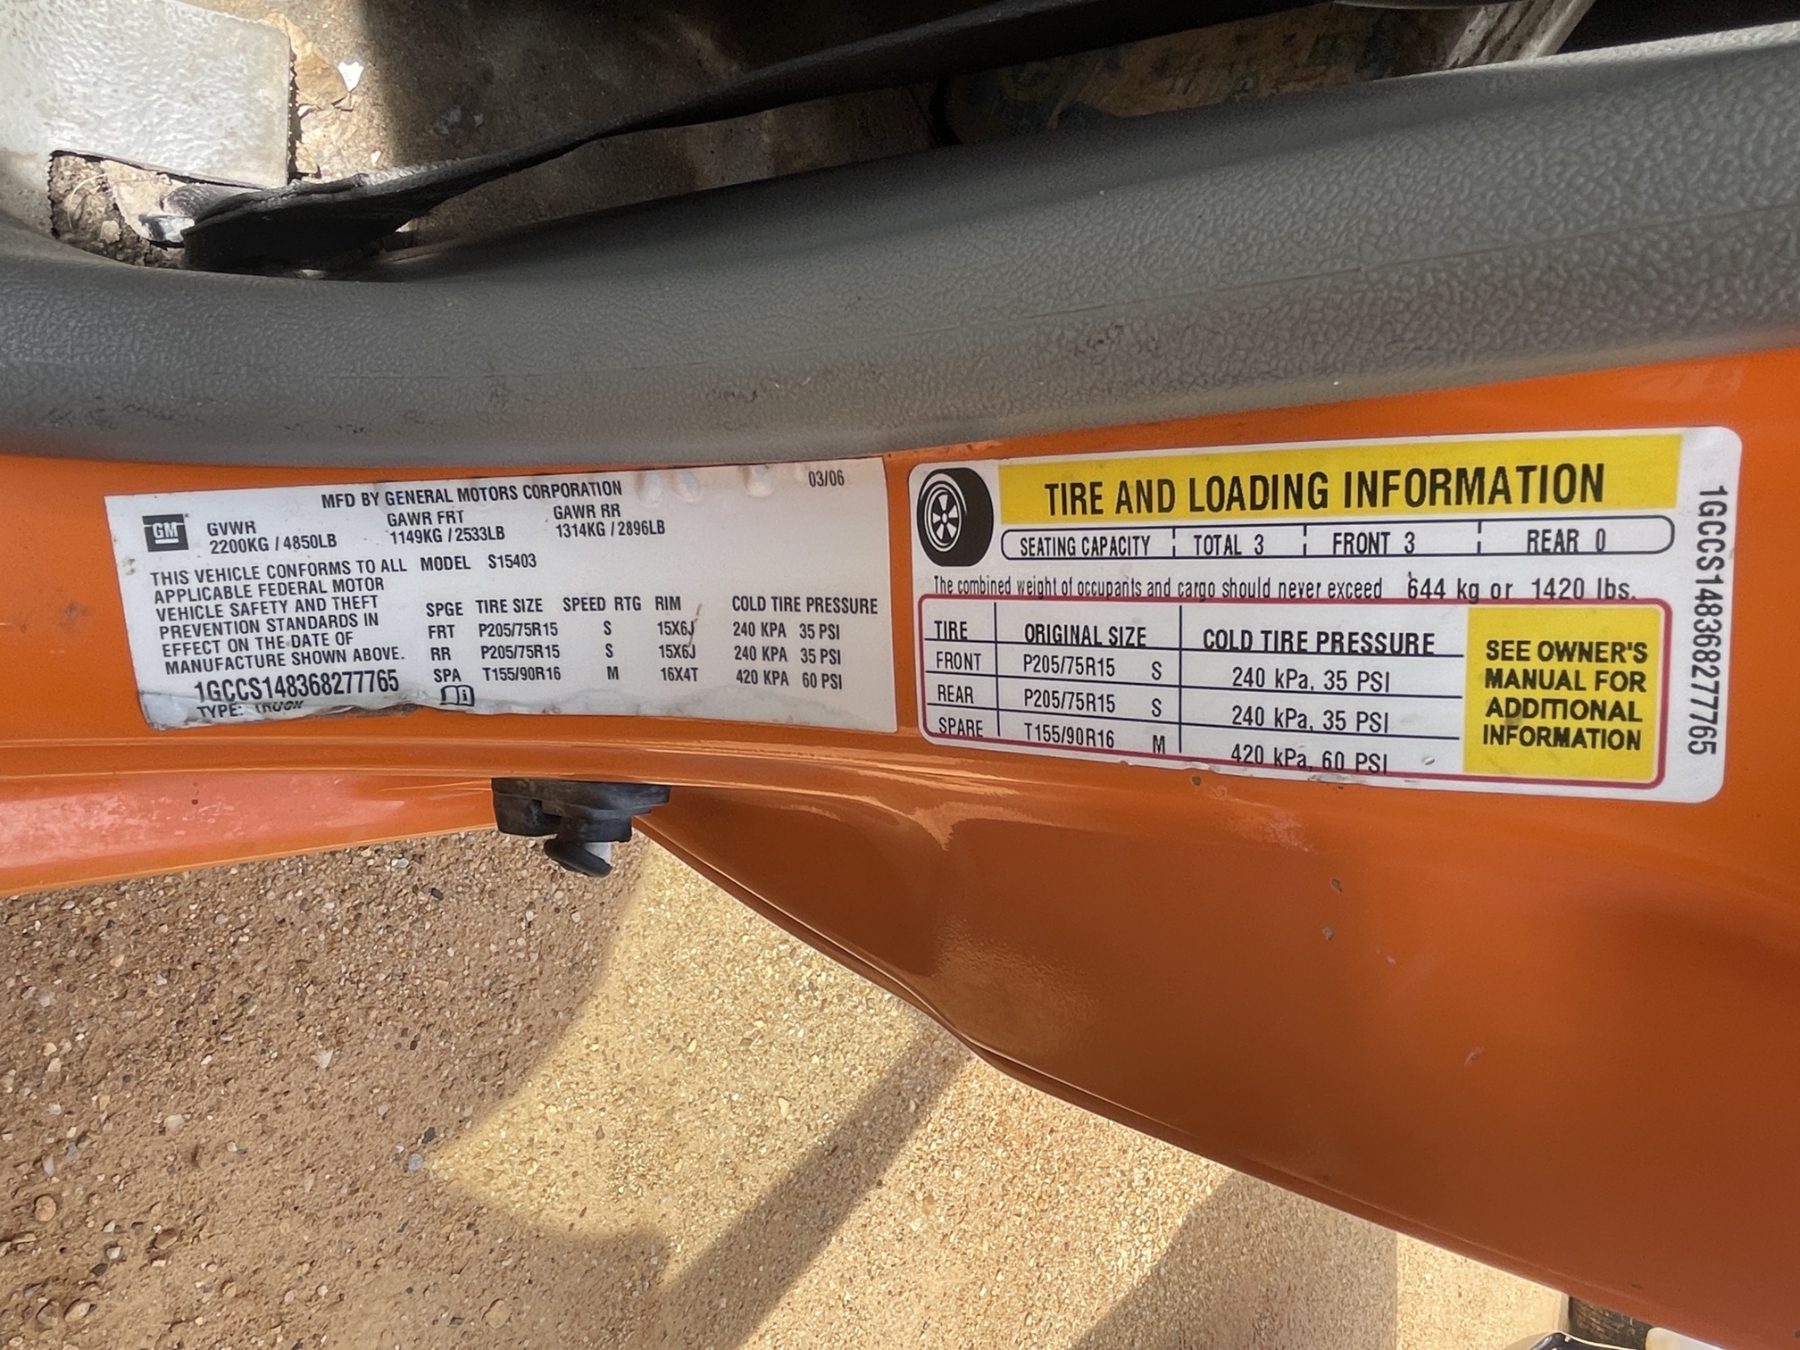 MFD BY GENERAL MOTORS CORPORATION 03/06
GM
GVWR GAWR FRT GAWR RR
2200KG / 4850LB 1149KG / 2533LB 1314KG / 2896LB
THIS VEHICLE CONFORMS TO ALL
APPLICABLE FEDERAL MOTOR
VEHICLE SAFETY AND THEFT
PREVENTION STANDARDS IN
EFFECT ON THE DATE OF
MANUFACTURE SHOWN ABOVE.
1GCCS148368277765
TYPE: TRUCK
MODEL S15403
SPGE TIRE SIZE SPEED RTG RIM COLD TIRE PRESSURE
FRT P205/75R15 S 15X6J 240 KPA 35 PSI
RR P205/75R15 S 15X6J 240 KPA 35 PSI
SPA T155/90R16 M 16X4T 420 KPA 60 PSI
TIRE AND LOADING INFORMATION
SEATING CAPACITY TOTAL 3 FRONT 3 REAR 0
The combined weight of occupants and cargo should never exceed 644 kg or 1420 lbs.
TIRE ORIGINAL SIZE COLD TIRE PRESSURE
FRONT P205/75R15 S 240 kPa, 35 PSI
REAR P205/75R15 S 240 kPa, 35 PSI
SPARE T155/90R16 M 420 kPa, 60 PSI
SEE OWNER'S
MANUAL FOR
ADDITIONAL
INFORMATION
1GCCS148368277765